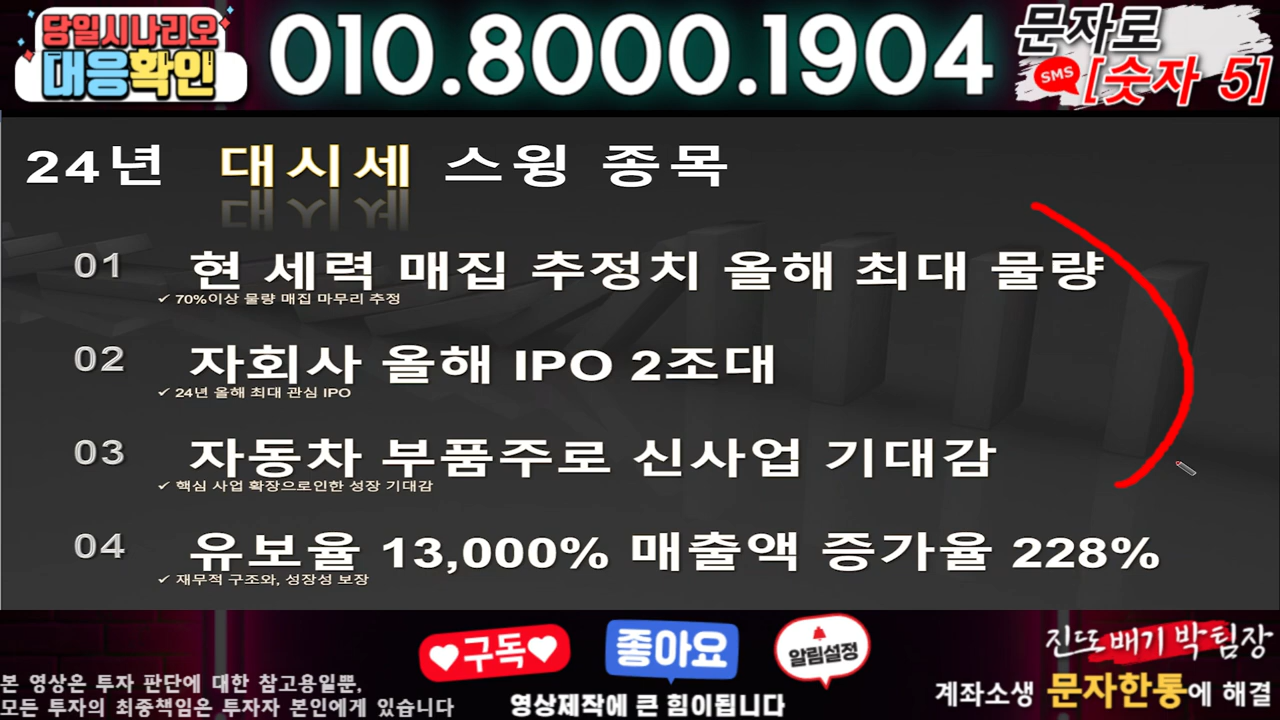 당일시나리오
대응확인
010.8000.1904
문자로
SMS [숫자 5]
24년 대시세 스윙 종목
01 현 세력 매집 추정치 올해 최대 물량
✓ 70%이상 물량 매집 마무리 추정
02 자회사 올해 IPO 2조대
✓ 24년 올해 최대 관심 IPO
03 자동차 부품주로 신사업 기대감
✓ 핵심 사업 확장으로인한 성장 기대감
04 유보율 13,000% 매출액 증가율 228%
✓ 재무적 구조와, 성장성 보장
구독
좋아요
알림설정
영상제작에 큰 힘이됩니다
본 영상은 투자 판단에 대한 참고용일뿐,
모든 투자의 최종책임은 투자자 본인에게 있습니다
진또배기 박팀장
계좌소생 문자한통에 해결